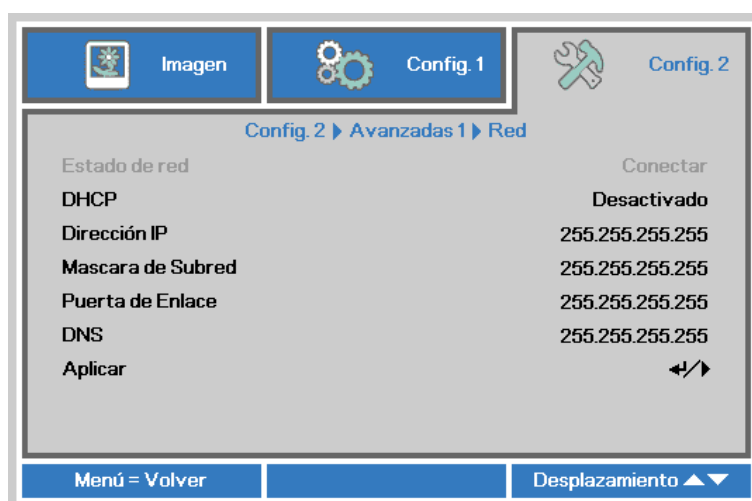 Imagen Config. 1 Config. 2
Config. 2 ▶ Avanzadas 1 ▶ Red
Estado de red Conectar
DHCP Desactivado
Dirección IP 255.255.255.255
Mascara de Subred 255.255.255.255
Puerta de Enlace 255.255.255.255
DNS 255.255.255.255
Aplicar ↵/▶
Menú = Volver Desplazamiento ▲▼